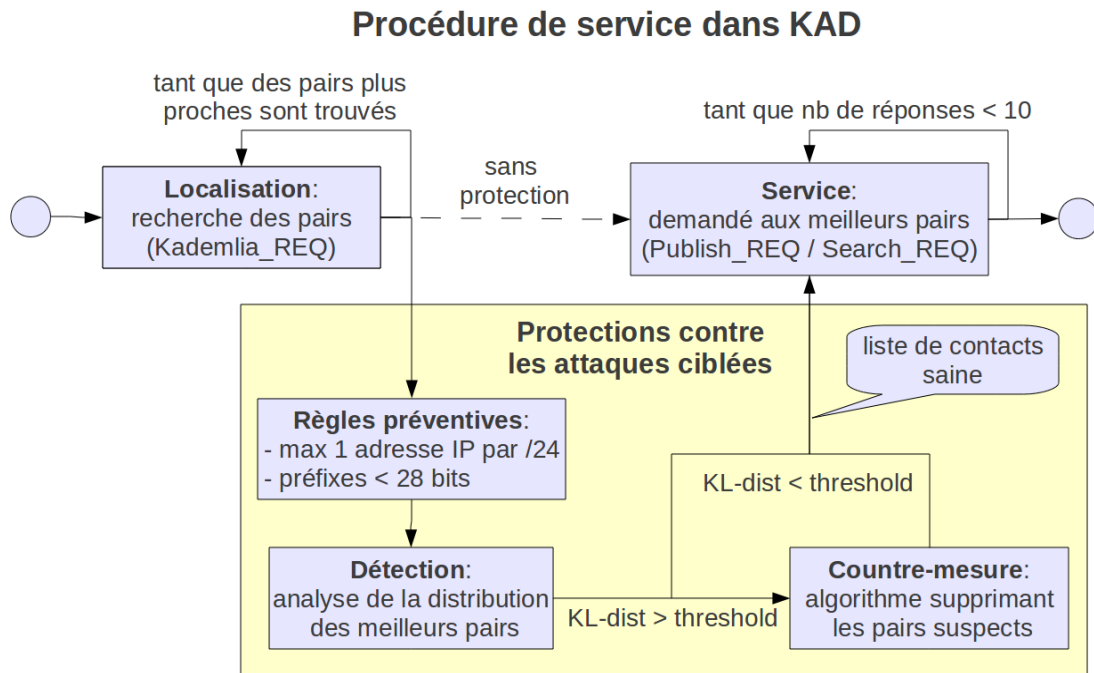 Procédure de service dans KAD
tant que des pairs plus
proches sont trouvés
tant que nb de réponses < 10
Localisation:
recherche des pairs
(Kademlia_REQ)
sans
protection
Service:
demandé aux meilleurs pairs
(Publish_REQ / Search_REQ)
Protections contre
les attaques ciblées
liste de contacts
saine
Règles préventives:
- max 1 adresse IP par /24
- préfixes < 28 bits
KL-dist < threshold
Détection:
analyse de la distribution
des meilleurs pairs
KL-dist > threshold
Countre-mesure:
algorithme supprimant
les pairs suspects